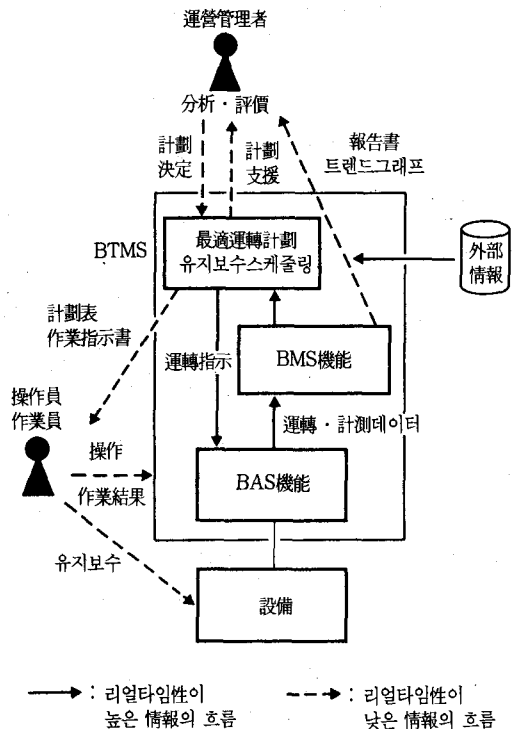 運營管理者
分析·評價
計劃
決定
計劃
支援
報告書
트렌드그래프
BTMS
最適運轉計劃
유지보수스케줄링
外部
情報
計劃表
作業指示書
運轉指示
BMS機能
操作員
作業員
運轉·計測데이터
操作
作業結果
BAS機能
유지보수
設備
: 리얼타임性이
높은 情報의 흐름
: 리얼타임性이
낮은 情報의 흐름